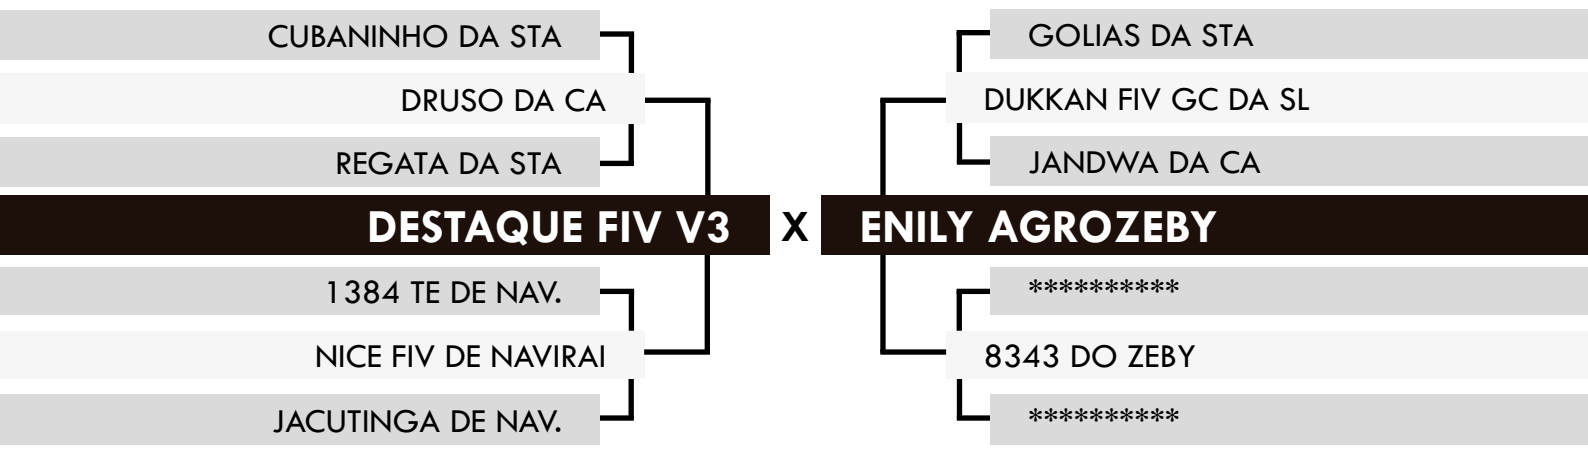 CUBANINHO DA STA
DRUSO DA CA
REGATA DA STA
DESTAQUE FIV V3
1384 TE DE NAV.
NICE FIV DE NAVIRAI
JACUTINGA DE NAV.
X
GOLIAS DA STA
DUKKAN FIV GC DA SL
JANDWA DA CA
ENILY AGROZEBY
**********
8343 DO ZEBY
**********